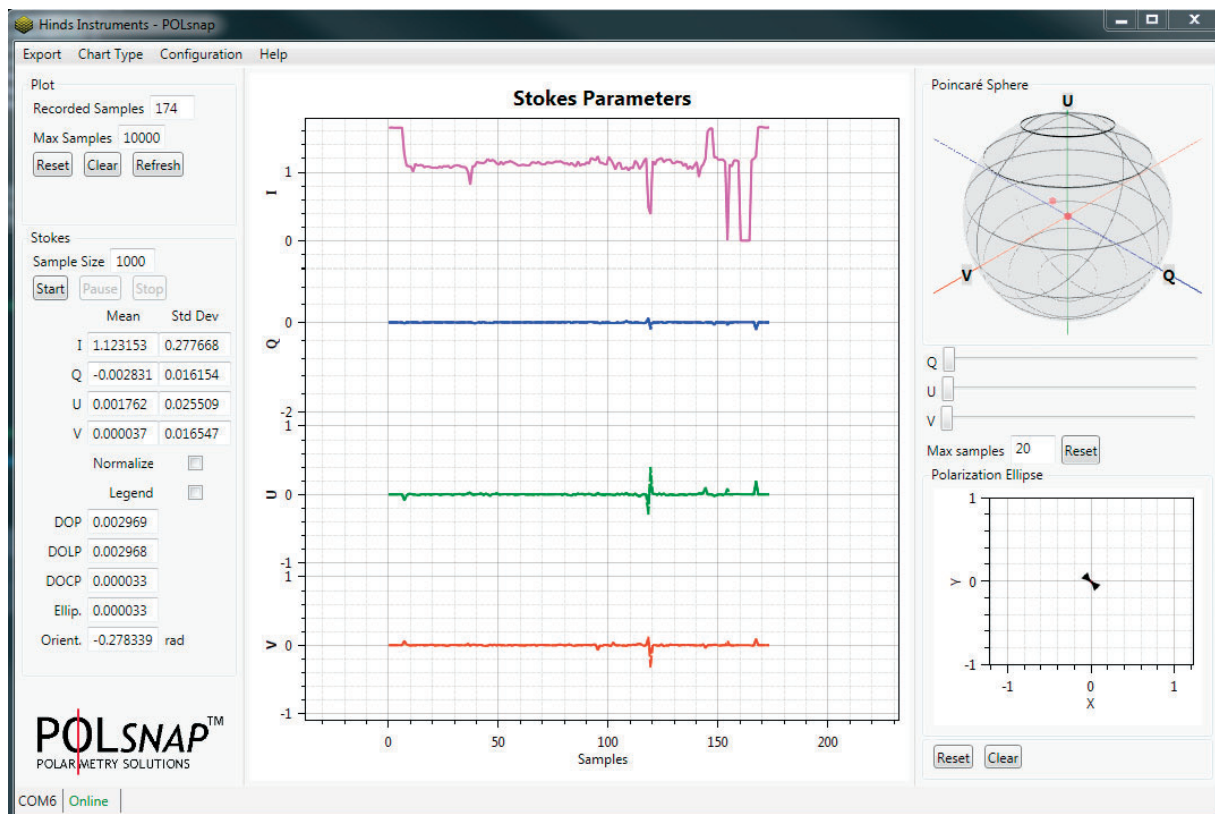 Hinds Instruments - POLsnap
Export Chart Type Configuration Help
Plot
Recorded Samples 174
Max Samples 10000
Reset Clear Refresh
Stokes
Sample Size 1000
Start Pause Stop
Mean Std Dev
I 1.123153 0.277668
Q -0.002831 0.016154
U 0.001762 0.025509
V 0.000037 0.016547
Normalize
Legend
DOP 0.002969
DOLP 0.002968
DOCP 0.000033
Ellip. 0.000033
Orient. -0.278339 rad
POLSNAP™
POLARIMETRY SOLUTIONS
COM6 Online
Stokes Parameters
I
1
0
Q
0
-2
U
1
0
-1
V
1
0
-1
0 50 100 150 200
Samples
Poincaré Sphere
U
V Q
Q
U
V
Max samples 20 Reset
Polarization Ellipse
1
Y 0
-1
-1 0 1
X
Reset Clear